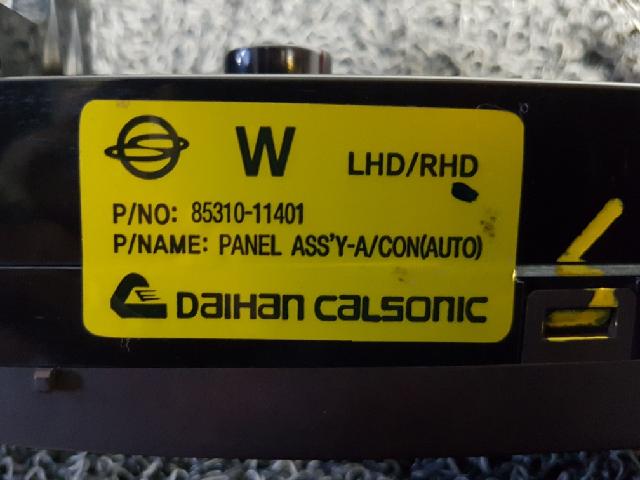 W LHD/RHD
P/NO: 85310-11401
P/NAME: PANEL ASS'Y-A/CON(AUTO)
DAIHAN CALSONIC